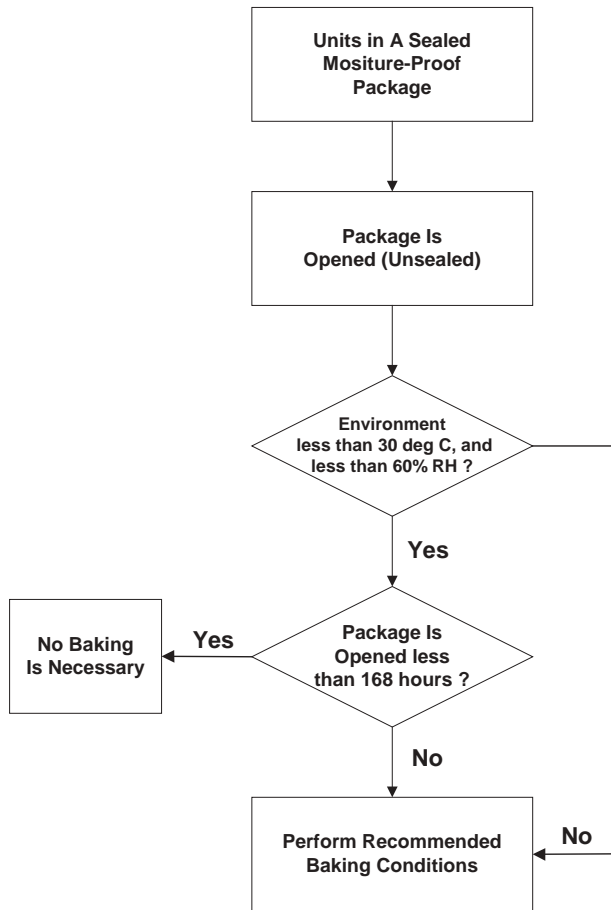 Units in A Sealed
Mositure-Proof
Package
Package Is
Opened (Unsealed)
Environment
less than 30 deg C, and
less than 60% RH ?
Yes
No Baking
Is Necessary
Yes
Package Is
Opened less
than 168 hours ?
No
Perform Recommended
Baking Conditions
No